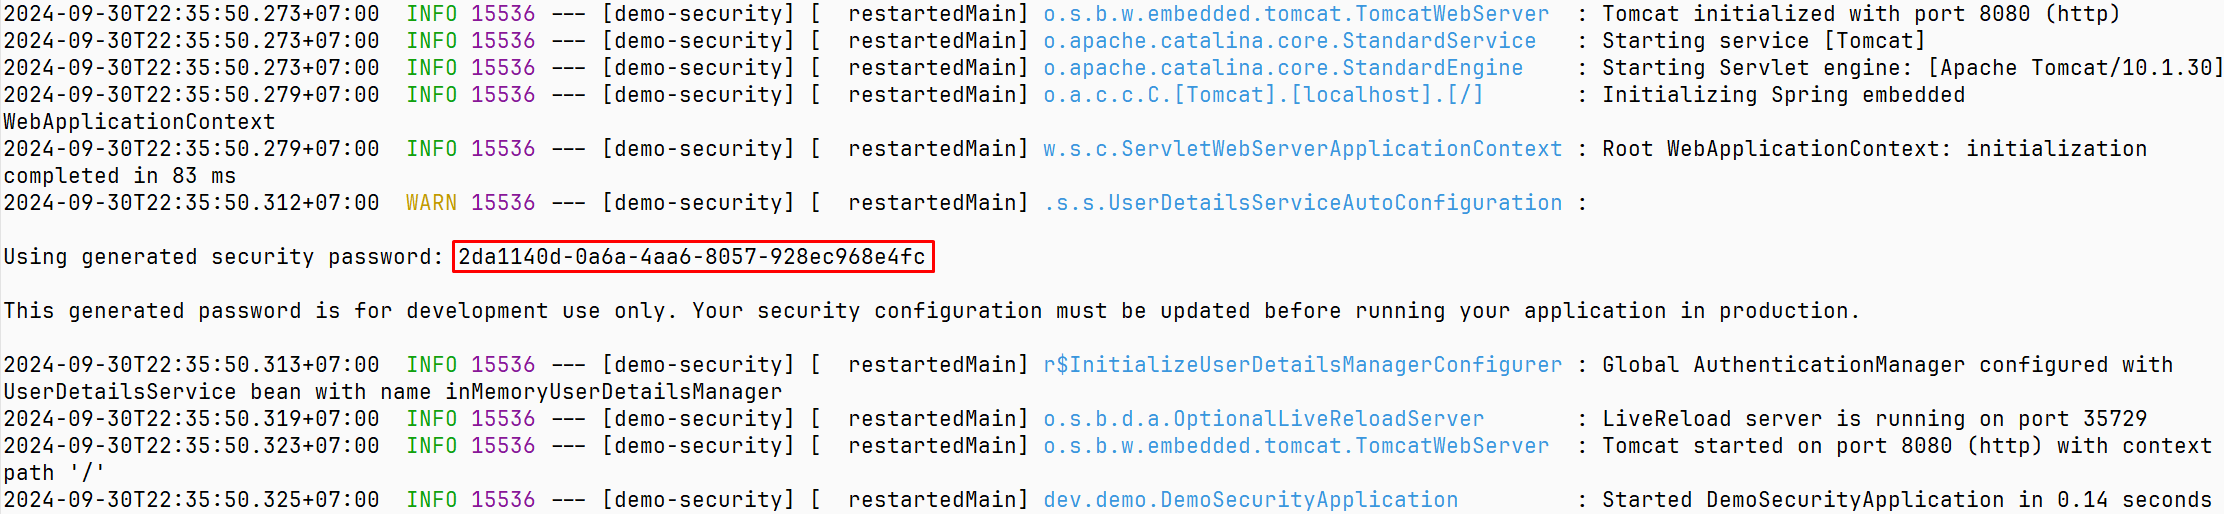 2024-09-30T22:35:50.273+07:00  INFO 15536 --- [demo-security] [  restartedMain] o.s.b.w.embedded.tomcat.TomcatWebServer  : Tomcat initialized with port 8080 (http)
2024-09-30T22:35:50.273+07:00  INFO 15536 --- [demo-security] [  restartedMain] o.apache.catalina.core.StandardService   : Starting service [Tomcat]
2024-09-30T22:35:50.273+07:00  INFO 15536 --- [demo-security] [  restartedMain] o.apache.catalina.core.StandardEngine    : Starting Servlet engine: [Apache Tomcat/10.1.30]
2024-09-30T22:35:50.279+07:00  INFO 15536 --- [demo-security] [  restartedMain] o.a.c.c.C.[Tomcat].[localhost].[/]       : Initializing Spring embedded
WebApplicationContext
2024-09-30T22:35:50.279+07:00  INFO 15536 --- [demo-security] [  restartedMain] w.s.c.ServletWebServerApplicationContext : Root WebApplicationContext: initialization
completed in 83 ms
2024-09-30T22:35:50.312+07:00  WARN 15536 --- [demo-security] [  restartedMain] .s.s.UserDetailsServiceAutoConfiguration :
Using generated security password: 2da1140d-0a6a-4aa6-8057-928ec968e4fc
This generated password is for development use only. Your security configuration must be updated before running your application in production.
2024-09-30T22:35:50.313+07:00  INFO 15536 --- [demo-security] [  restartedMain] r$InitializeUserDetailsManagerConfigurer : Global AuthenticationManager configured with
UserDetailsService bean with name inMemoryUserDetailsManager
2024-09-30T22:35:50.319+07:00  INFO 15536 --- [demo-security] [  restartedMain] o.s.b.d.a.OptionalLiveReloadServer       : LiveReload server is running on port 35729
2024-09-30T22:35:50.323+07:00  INFO 15536 --- [demo-security] [  restartedMain] o.s.b.w.embedded.tomcat.TomcatWebServer  : Tomcat started on port 8080 (http) with context
path '/'
2024-09-30T22:35:50.325+07:00  INFO 15536 --- [demo-security] [  restartedMain] dev.demo.DemoSecurityApplication         : Started DemoSecurityApplication in 0.14 seconds